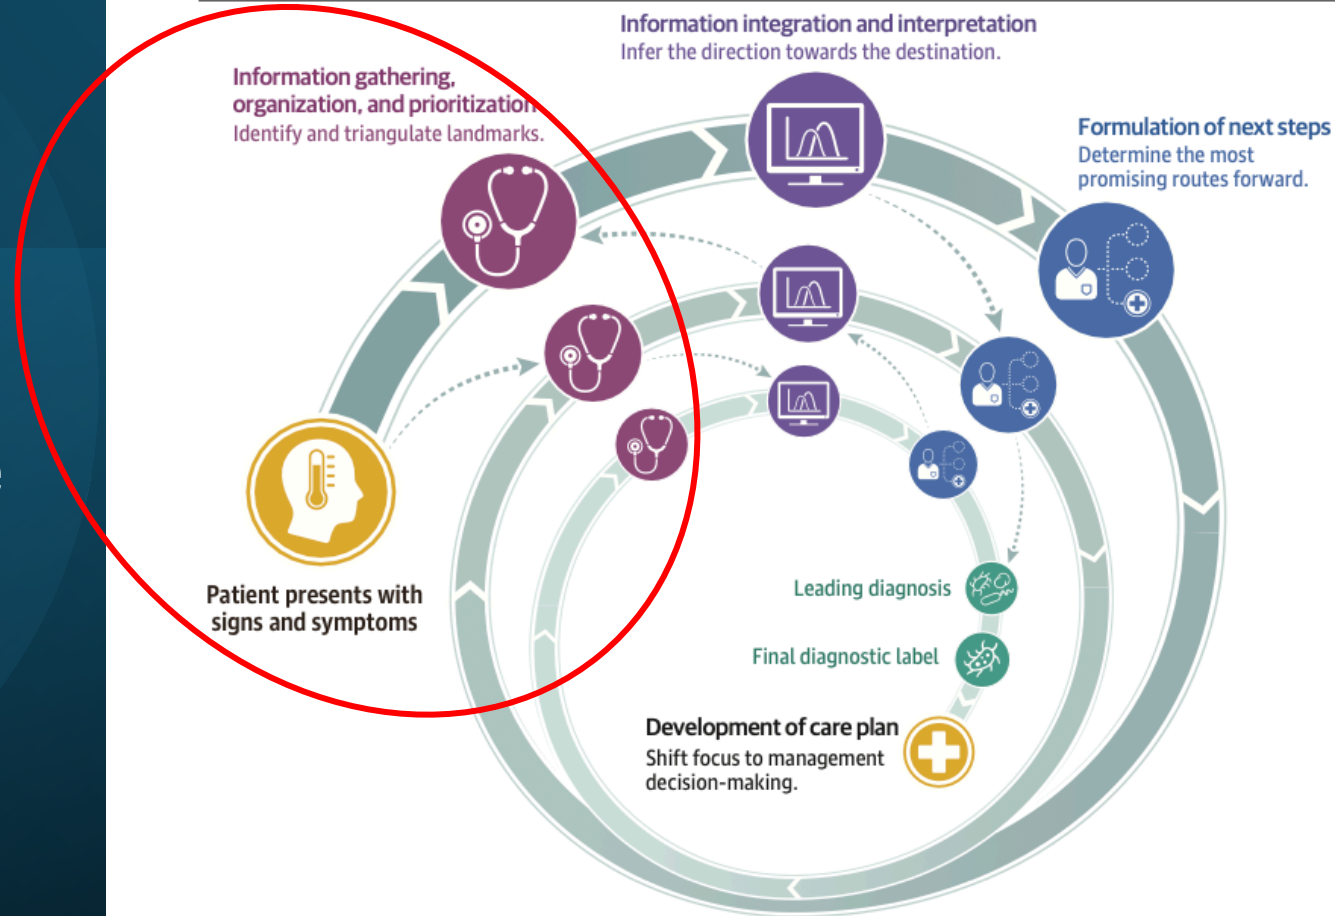 Information integration and interpretation
Infer the direction towards the destination.
Information gathering,
organization, and prioritization
Identify and triangulate landmarks.
Formulation of next steps
Determine the most
promising routes forward.
Patient presents with
signs and symptoms
Leading diagnosis
Final diagnostic label
Development of care plan
Shift focus to management
decision-making.